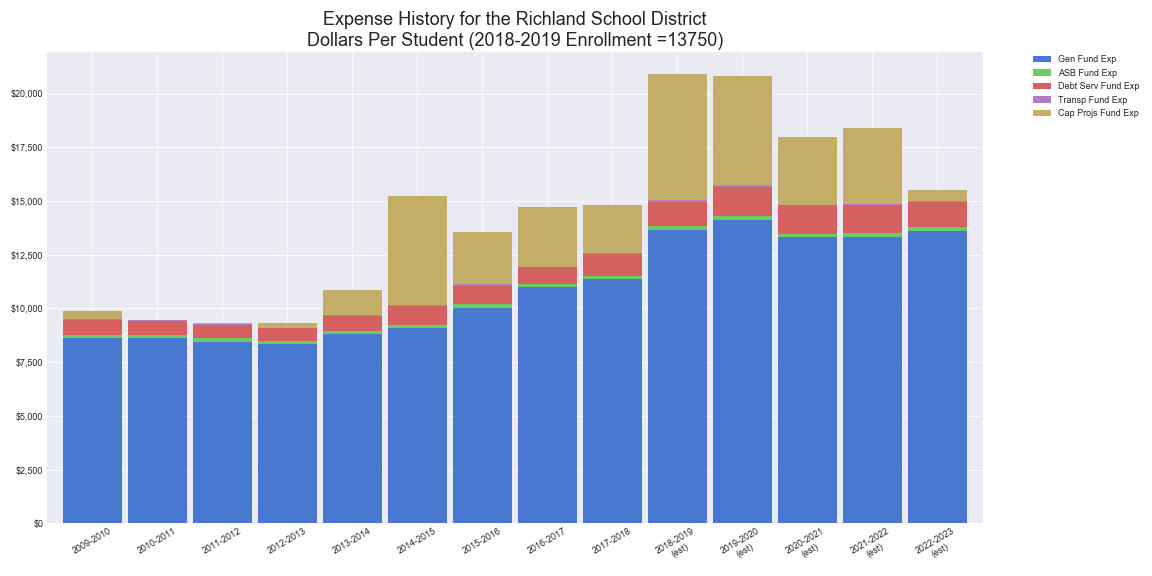 Expense History for the Richland School District
Dollars Per Student (2018-2019 Enrollment =13750)
Gen Fund Exp
ASB Fund Exp
Debt Serv Fund Exp
Transp Fund Exp
Cap Projs Fund Exp
$20,000
$17,500
$15,000
$12,500
$10,000
$7,500
$5,000
$2,500
$0
2009-2010
2010-2011
2011-2012
2012-2013
2013-2014
2014-2015
2015-2016
2016-2017
2017-2018
2018-2019
(est)
2019-2020
(est)
2020-2021
(est)
2021-2022
(est)
2022-2023
(est)